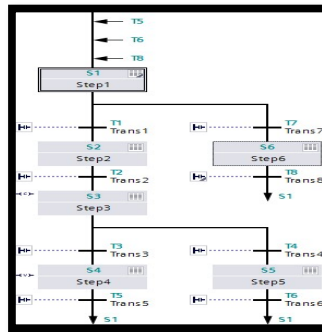 T5
T6
T8
S1
Step1
T1
Trans1
T7
Trans7
S2
Step2
S6
Step6
T2
Trans2
T8
Trans8
S3
Step3
S1
T3
Trans3
T4
Trans4
S4
Step4
S5
Step5
T5
Trans5
T6
Trans6
S1
S1